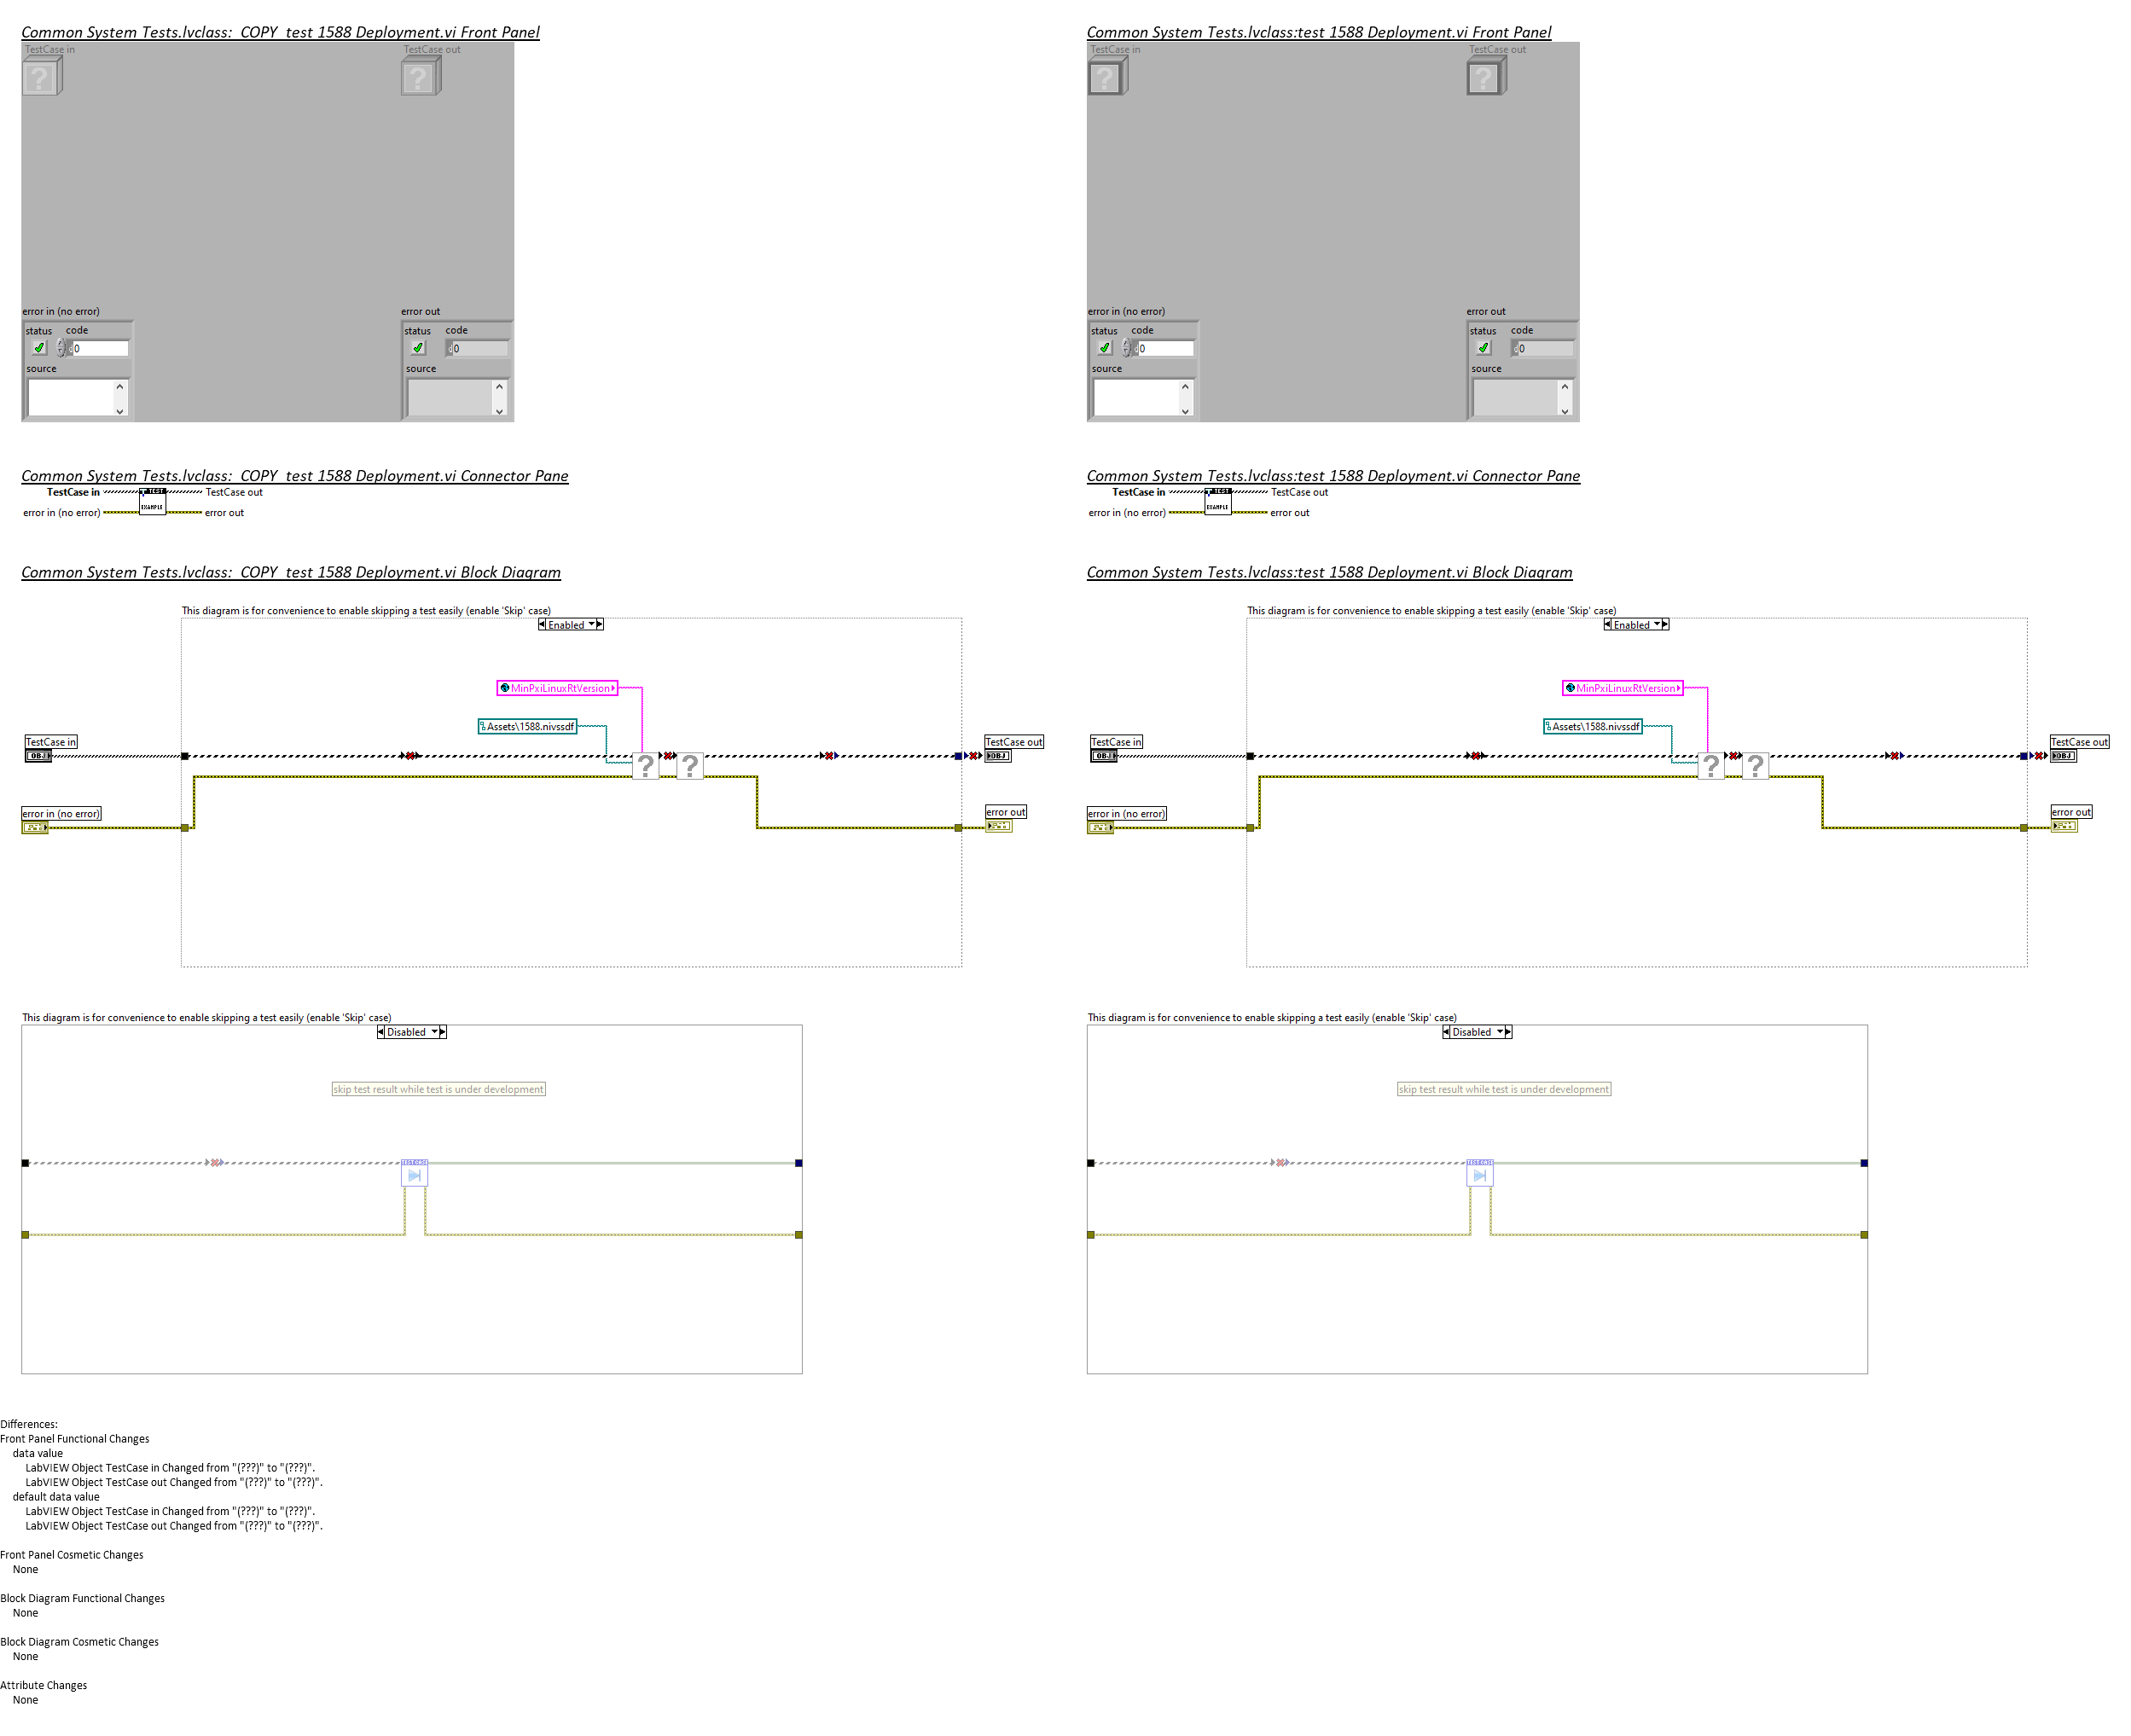 Common System Tests.lvclass:_COPY_test 1588 Deployment.vi Front Panel
TestCase in
TestCase out
?
?
error in (no error)
error out
status
code
status
code
0
0
source
source
Common System Tests.lvclass:test 1588 Deployment.vi Front Panel
TestCase in
TestCase out
?
?
error in (no error)
error out
status
code
status
code
0
0
source
source
Common System Tests.lvclass:_COPY_test 1588 Deployment.vi Connector Pane
TestCase in
TEST
TestCase out
error in (no error)
EXAMPLE
error out
Common System Tests.lvclass:test 1588 Deployment.vi Connector Pane
TestCase in
TEST
TestCase out
error in (no error)
EXAMPLE
error out
Common System Tests.lvclass:_COPY_test 1588 Deployment.vi Block Diagram
This diagram is for convenience to enable skipping a test easily (enable 'Skip' case)
Enabled
MinPxiLinuxRtVersion
Assets\1588.nivssdf
TestCase in
OBJ
TestCase out
OBJ
?
?
error in (no error)
error out
Common System Tests.lvclass:test 1588 Deployment.vi Block Diagram
This diagram is for convenience to enable skipping a test easily (enable 'Skip' case)
Enabled
MinPxiLinuxRtVersion
Assets\1588.nivssdf
TestCase in
OBJ
TestCase out
OBJ
?
?
error in (no error)
error out
This diagram is for convenience to enable skipping a test easily (enable 'Skip' case)
Disabled
skip test result while test is under development
This diagram is for convenience to enable skipping a test easily (enable 'Skip' case)
Disabled
skip test result while test is under development
Differences:
Front Panel Functional Changes
data value
LabVIEW Object TestCase in Changed from "(???)" to "(???)".
LabVIEW Object TestCase out Changed from "(???)" to "(???)".
default data value
LabVIEW Object TestCase in Changed from "(???)" to "(???)".
LabVIEW Object TestCase out Changed from "(???)" to "(???)".
Front Panel Cosmetic Changes
None
Block Diagram Functional Changes
None
Block Diagram Cosmetic Changes
None
Attribute Changes
None